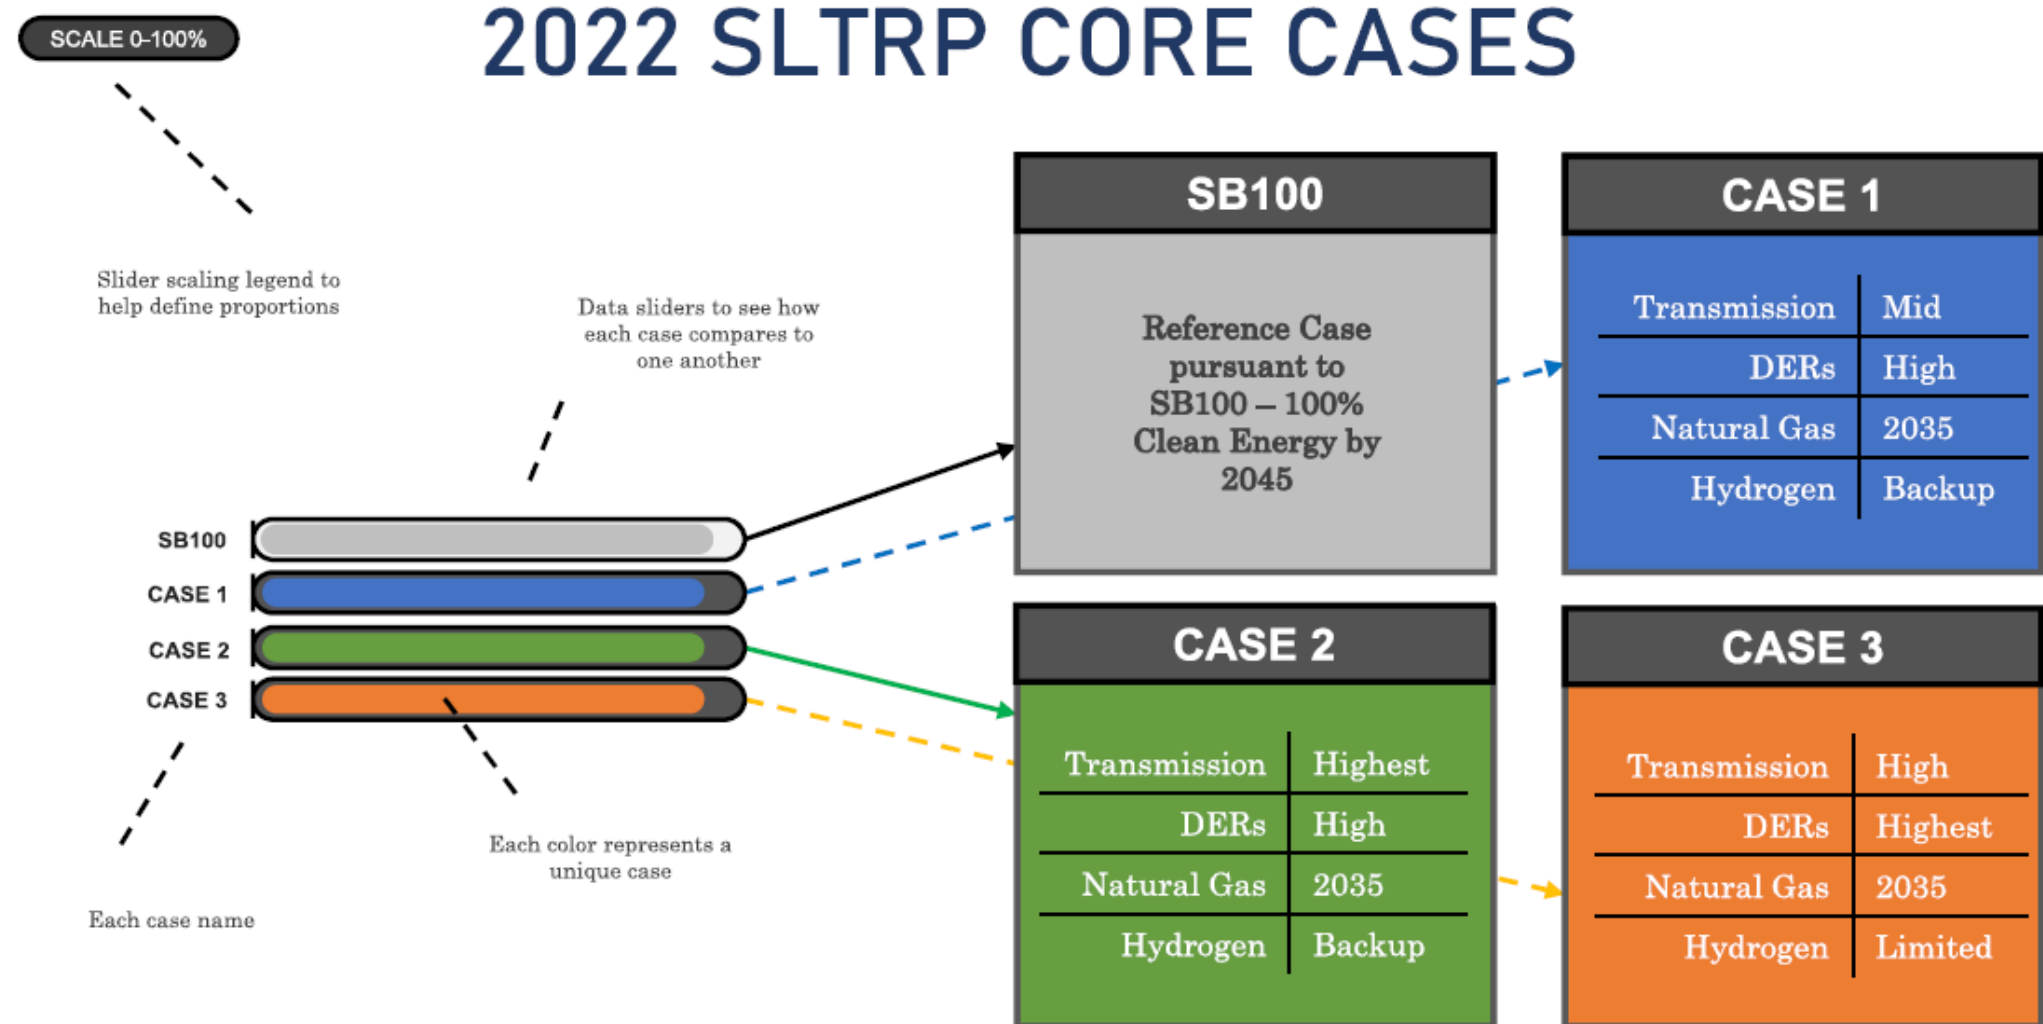 SCALE 0-100%
2022 SLTRP CORE CASES
Slider scaling legend to
help define proportions
Data sliders to see how
each case compares to
one another
SB100
CASE 1
CASE 2
CASE 3
Each color represents a
unique case
Each case name
SB100
Reference Case
pursuant to
SB100 – 100%
Clean Energy by
2045
CASE 1
Transmission Mid
DERs High
Natural Gas 2035
Hydrogen Backup
CASE 2
Transmission Highest
DERs High
Natural Gas 2035
Hydrogen Backup
CASE 3
Transmission High
DERs Highest
Natural Gas 2035
Hydrogen Limited